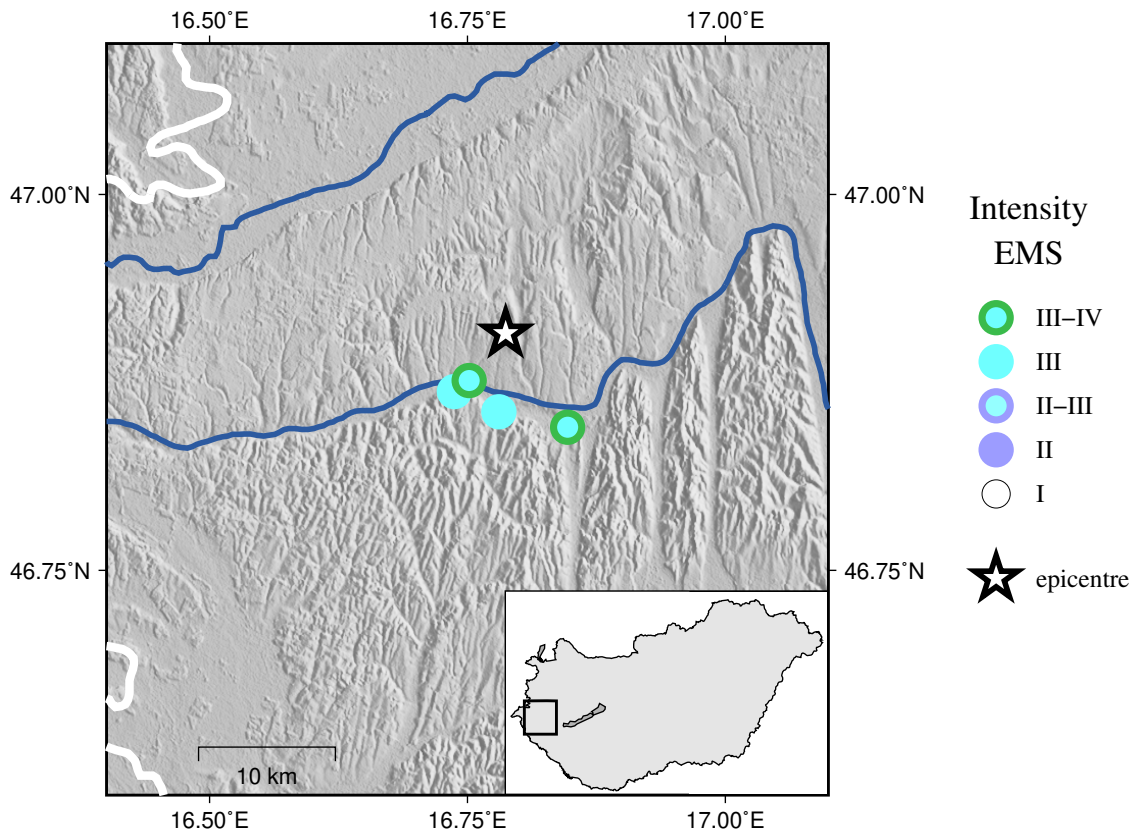 16.50˚E 16.75˚E 17.00˚E
47.00˚N 47.00˚N
46.75˚N 46.75˚N
10 km
16.50˚E 16.75˚E 17.00˚E
Intensity
EMS
III–IV
III
II–III
II
I
epicentre